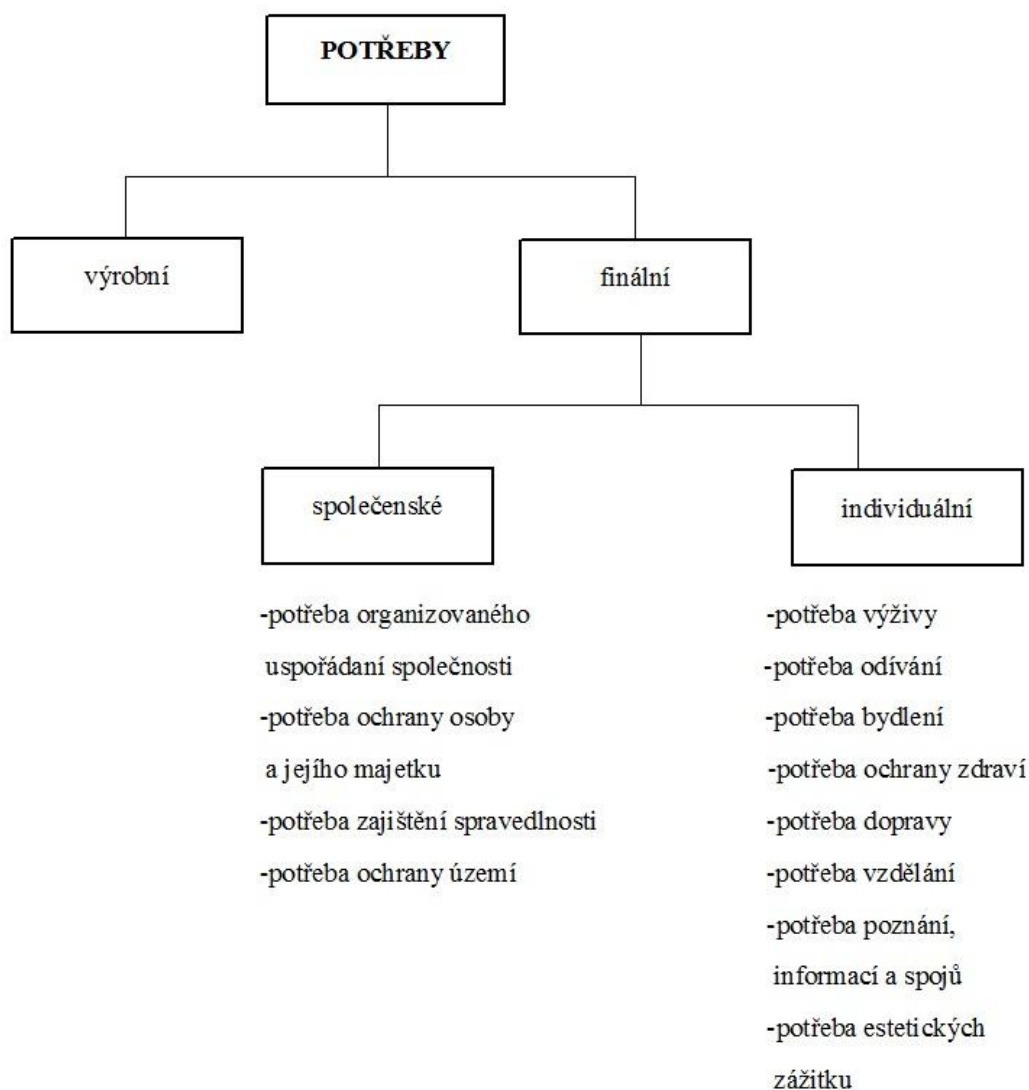 POTŘEBY
výrobní
finální
společenské
individuální
-potřeba organizovaného
uspořádaní společnosti
-potřeba ochrany osoby
a jejího majetku
-potřeba zajištění spravedlnosti
-potřeba ochrany území
-potřeba výživy
-potřeba odívání
-potřeba bydlení
-potřeba ochrany zdraví
-potřeba dopravy
-potřeba vzdělání
-potřeba poznání,
informací a spojů
-potřeba estetických
zážitku